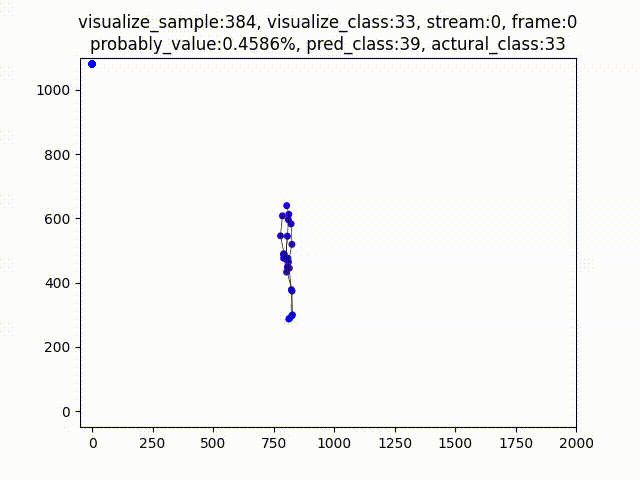 visualize_sample:384, visualize_class:33, stream:0, frame:0
probably_value:0.4586%, pred_class:39, actural_class:33
1000
800
600
400
200
0
0 250 500 750 1000 1250 1500 1750 2000